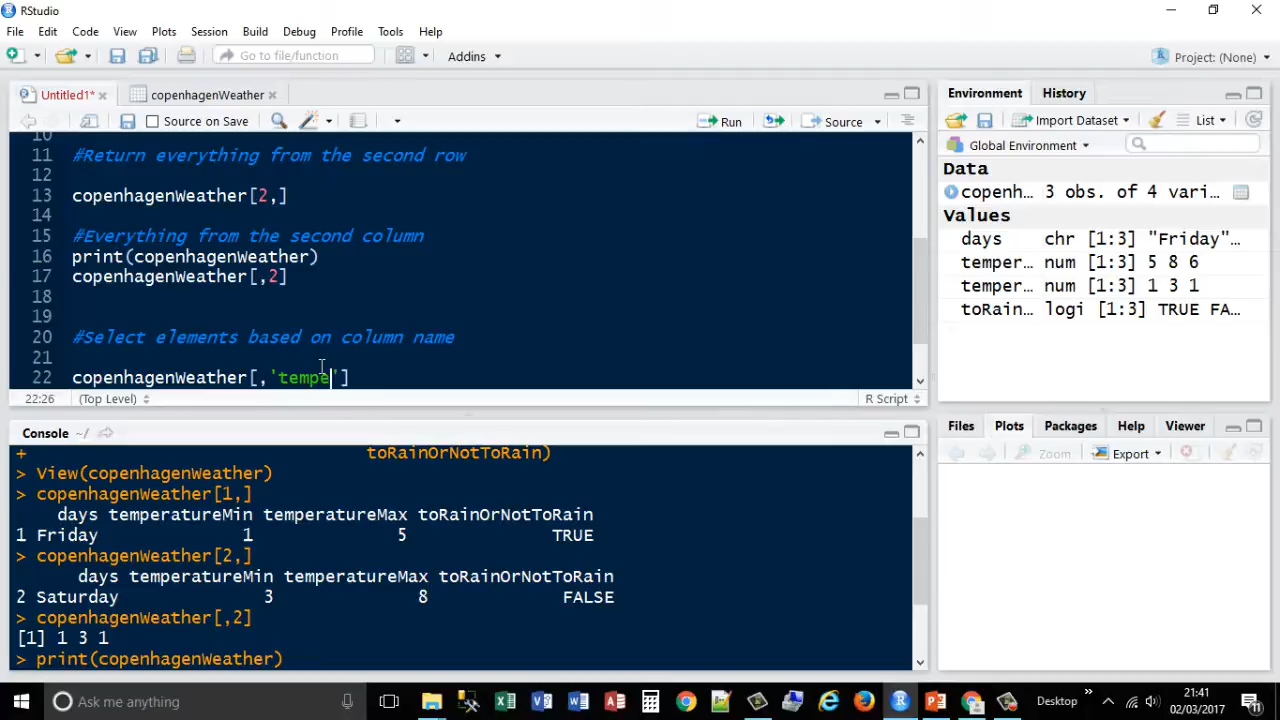 RStudio
File Edit Code View Plots Session Build Debug Profile Tools Help
Go to file/function Addins Project: (None)
Untitled1* copenhagenWeather
Source on Save Run Source
10
11 #Return everything from the second row
12
13 copenhagenWeather[2,]
14
15 #Everything from the second column
16 print(copenhagenWeather)
17 copenhagenWeather[,2]
18
19
20 #Select elements based on column name
21
22 copenhagenWeather[,'tempe']
22:26 (Top Level) R Script
Console ~/
+ toRainOrNotToRain)
> View(copenhagenWeather)
> copenhagenWeather[1,]
days temperatureMin temperatureMax toRainOrNotToRain
1 Friday 1 5 TRUE
> copenhagenWeather[2,]
days temperatureMin temperatureMax toRainOrNotToRain
2 Saturday 3 8 FALSE
> copenhagenWeather[,2]
[1] 1 3 1
> print(copenhagenWeather)
Environment History
Import Dataset List
Global Environment
Data
copenh… 3 obs. of 4 vari…
Values
days chr [1:3] "Friday"…
temper… num [1:3] 5 8 6
temper… num [1:3] 1 3 1
toRain… logi [1:3] TRUE FA…
Files Plots Packages Help Viewer
Zoom Export
Ask me anything
Desktop
21:41
02/03/2017
11